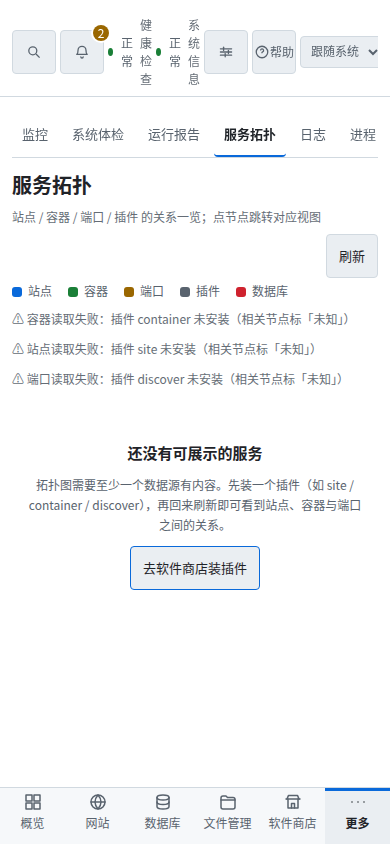 2
正常
健康检查
正常
系统信息
帮助
跟随系统
监控 系统体检 运行报告 服务拓扑 日志 进程
服务拓扑
站点 / 容器 / 端口 / 插件 的关系一览；点节点跳转对应视图
刷新
站点 容器 端口 插件 数据库
⚠ 容器读取失败：插件 container 未安装（相关节点标「未知」）
⚠ 站点读取失败：插件 site 未安装（相关节点标「未知」）
⚠ 端口读取失败：插件 discover 未安装（相关节点标「未知」）
还没有可展示的服务
拓扑图需要至少一个数据源有内容。先装一个插件（如 site /
container / discover），再回来刷新即可看到站点、容器与端口
之间的关系。
去软件商店装插件
概览 网站 数据库 文件管理 软件商店 更多